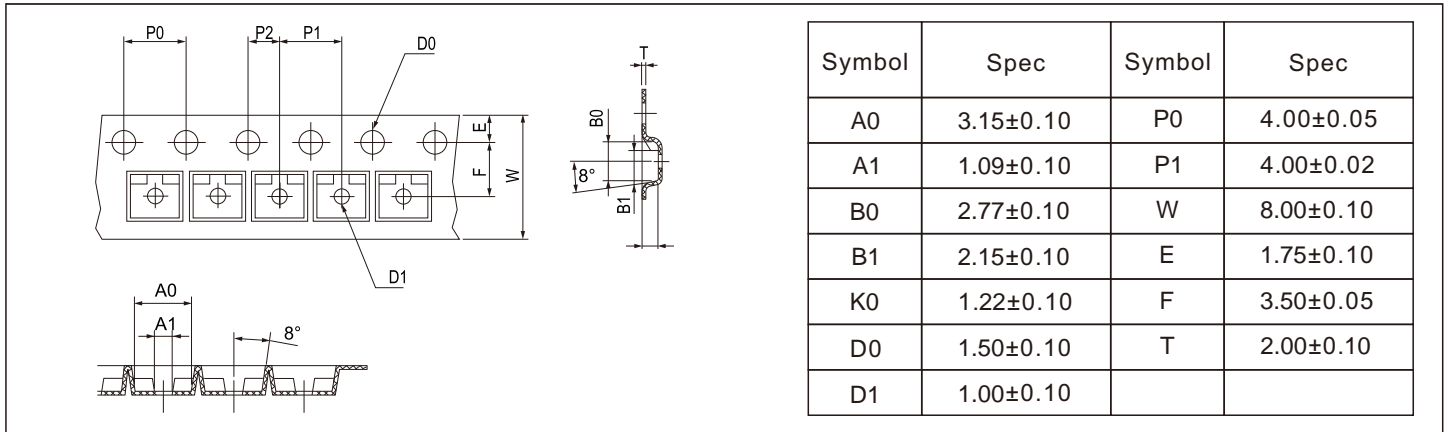 P0 P2 P1 D0
E
F
W
D1
A0
A1
8°
T
B0
8°
B1
Symbol Spec Symbol Spec
A0 3.15±0.10 P0 4.00±0.05
A1 1.09±0.10 P1 4.00±0.02
B0 2.77±0.10 W 8.00±0.10
B1 2.15±0.10 E 1.75±0.10
K0 1.22±0.10 F 3.50±0.05
D0 1.50±0.10 T 2.00±0.10
D1 1.00±0.10